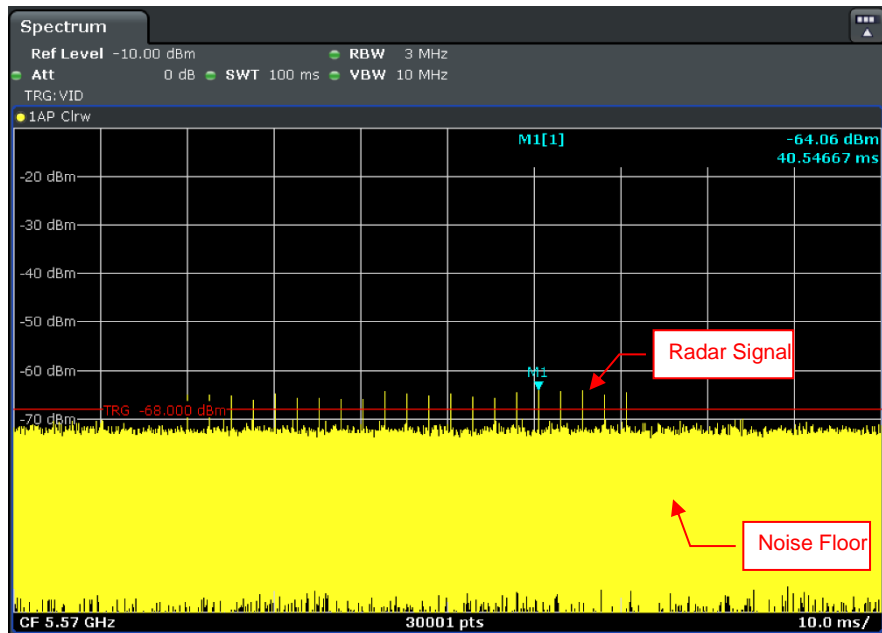 Spectrum
Ref Level -10.00 dBm RBW 3 MHz
Att 0 dB SWT 100 ms VBW 10 MHz
TRG:VID
1AP Clrw
M1[1] -64.06 dBm
40.54667 ms
-20 dBm
-30 dBm
-40 dBm
-50 dBm
Radar Signal
-60 dBm
M1
TRG -68.000 dBm
-70 dBm
Noise Floor
CF 5.57 GHz 30001 pts 10.0 ms/